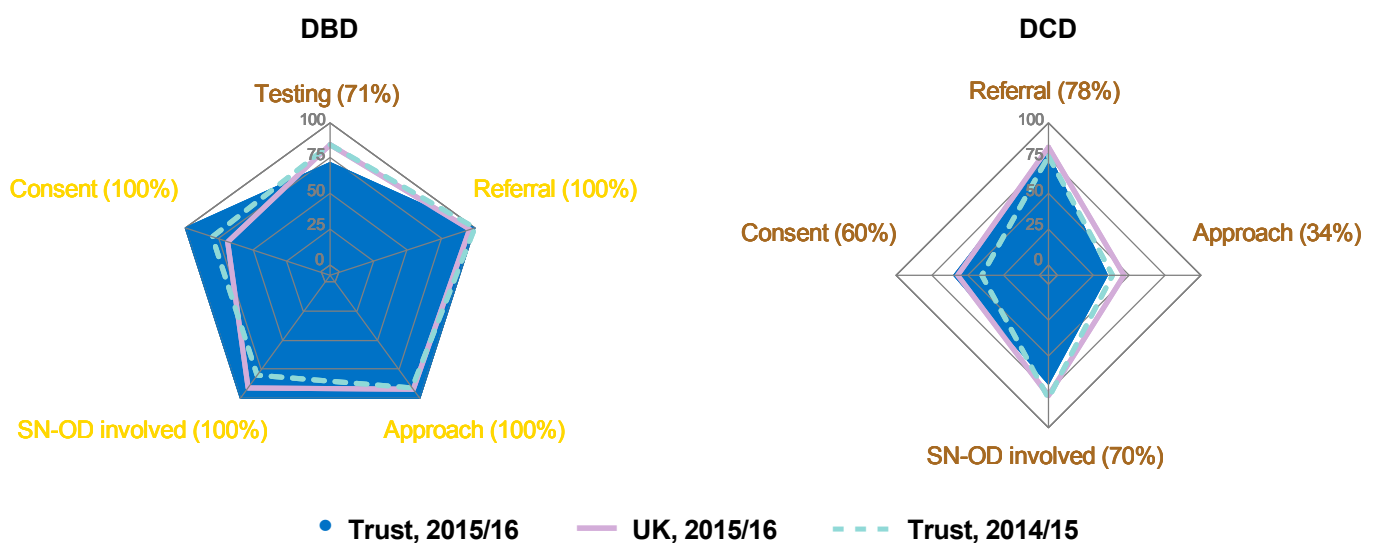 DBD
Testing (71%)
100
75
50
25
0
Consent (100%)
Referral (100%)
SN-OD involved (100%)
Approach (100%)
DCD
Referral (78%)
100
75
50
25
0
Consent (60%)
Approach (34%)
SN-OD involved (70%)
Trust, 2015/16
UK, 2015/16
Trust, 2014/15